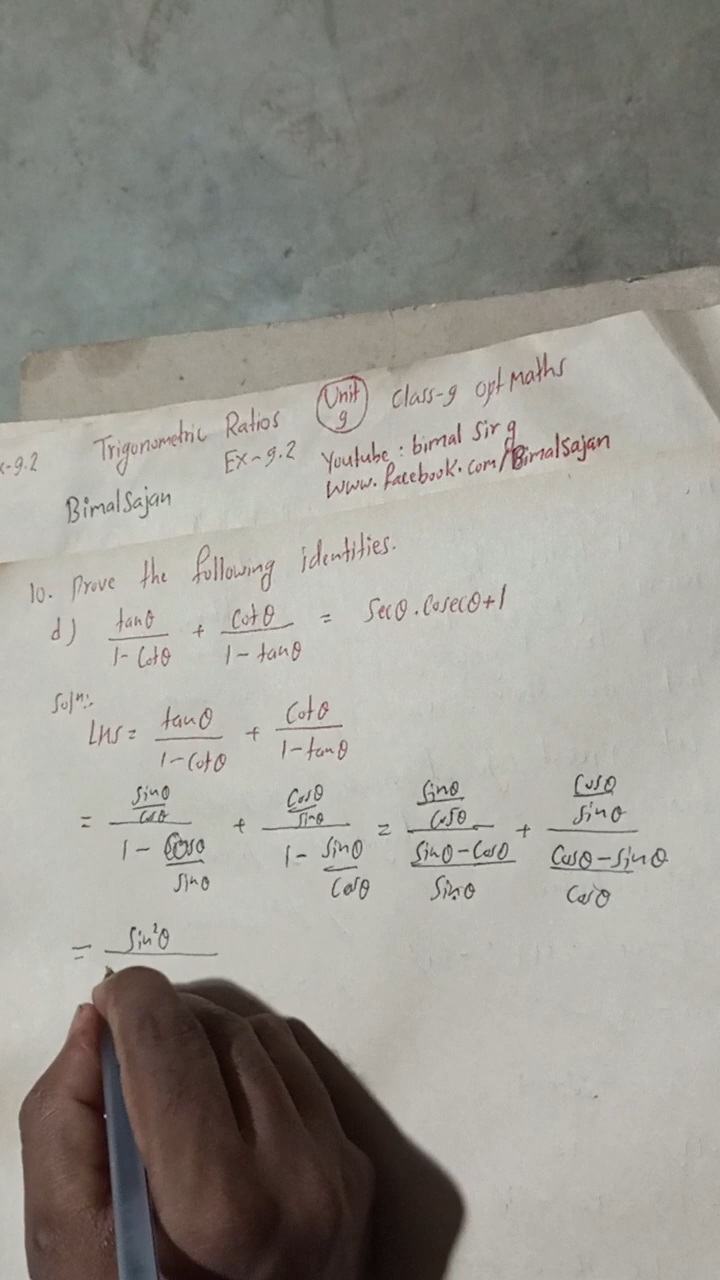 x-9.2 Trigonometric Ratios Unit 9 Class-9 opt Maths
BimalSajan Ex-9.2 Youtube: bimal sir 9
www.facebook.com/BimalSajan
10. Prove the following identities.
d) tanθ/(1-Cotθ) + Cotθ/(1-tanθ) = Secθ.Cosecθ+1
Soln:
LHS = tanθ/(1-Cotθ) + Cotθ/(1-tanθ)
= (Sinθ/Cosθ)/(1-Cosθ/Sinθ) + (Cosθ/Sinθ)/(1-Sinθ/Cosθ) = (Sinθ/Cosθ)/((Sinθ-Cosθ)/Sinθ) + (Cosθ/Sinθ)/((Cosθ-Sinθ)/Cosθ)
= Sin²θ